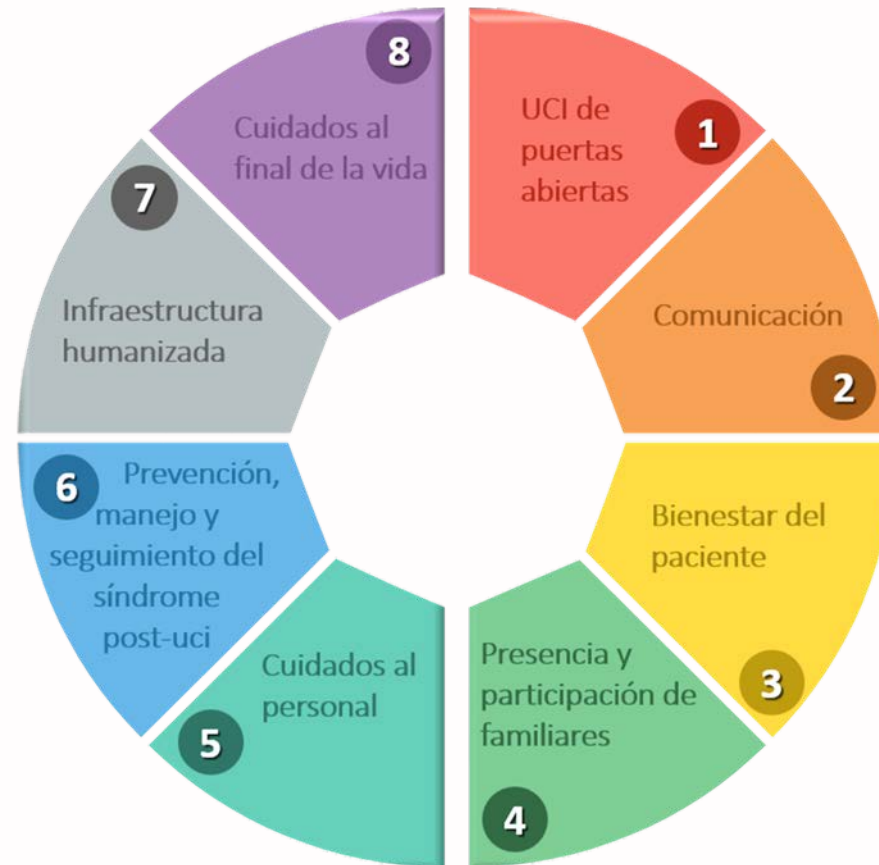 1
UCI de
puertas
abiertas
Comunicación
2
Bienestar del
paciente
3
Presencia y
participación de
familiares
4
Cuidados al
personal
5
6
Prevención,
manejo y
seguimiento del
síndrome
post-uci
7
Infraestructura
humanizada
8
Cuidados al
final de la vida